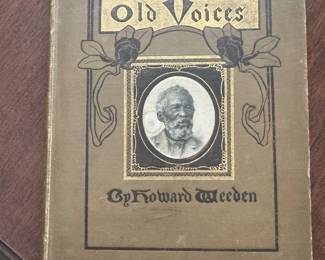 Old Voices
By Howard Weeden